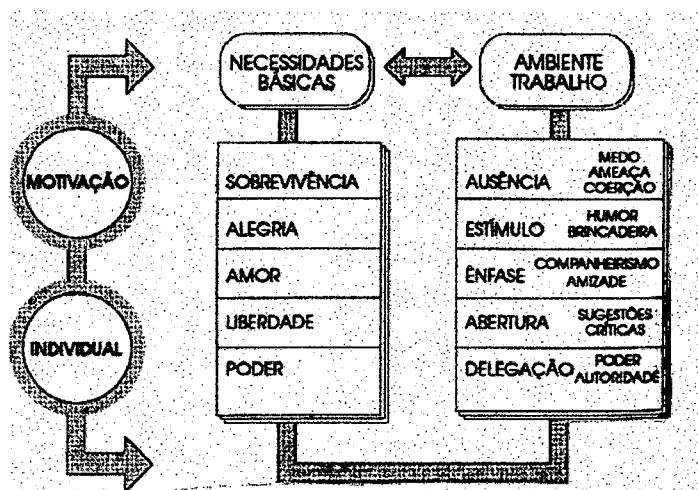 NECESSIDADES
BÁSICAS
AMBIENTE
TRABALHO
MOTIVAÇÃO
INDIVIDUAL
SOBREVIVÊNCIA
ALEGRIA
AMOR
LIBERDADE
PODER
AUSÊNCIA
MEDO
AMEAÇA
COERÇÃO
ESTÍMULO
HUMOR
BRINCADEIRA
ÊNFASE
COMPANHEIRISMO
AMIZADE
ABERTURA
SUGESTÕES
CRÍTICAS
DELEGAÇÃO
PODER
AUTORIDADE